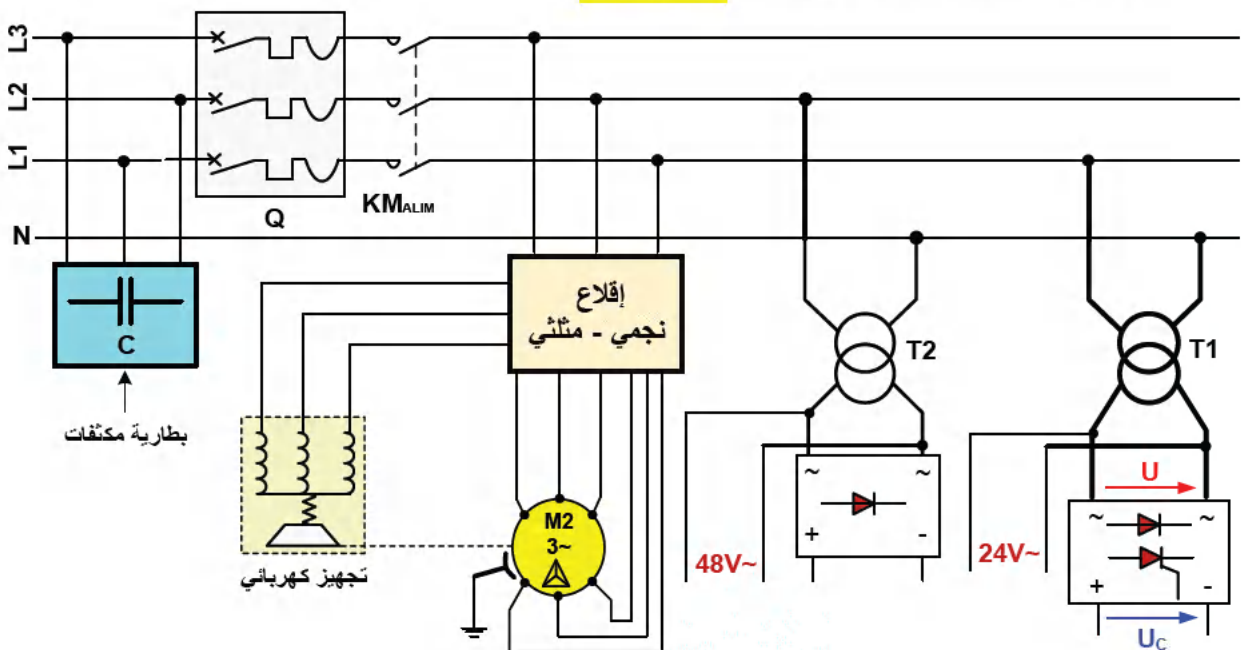 L3
L2
L1
N
Q
KMALIM
C
بطارية مكثفات
إقلاع
نجمي - مثلثي
T2
T1
M2
3~
تجهيز كهربائي
~ ~
+ -
48V~
U
~ ~
+ -
24V~
UC